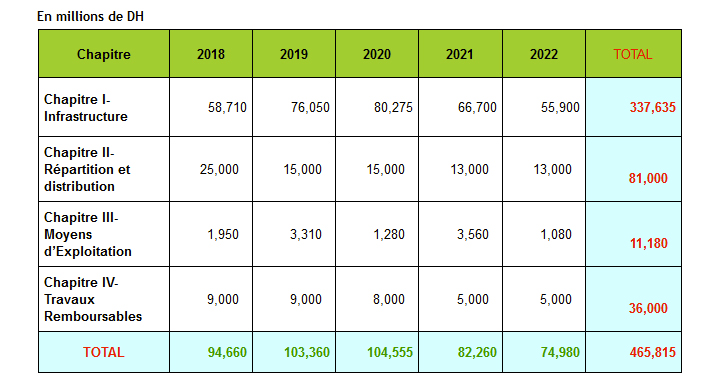 En millions de DH
Chapitre 2018 2019 2020 2021 2022 TOTAL
Chapitre I-
Infrastructure 58,710 76,050 80,275 66,700 55,900 337,635
Chapitre II-
Répartition et
distribution 25,000 15,000 15,000 13,000 13,000 81,000
Chapitre III-
Moyens
d'Exploitation 1,950 3,310 1,280 3,560 1,080 11,180
Chapitre IV-
Travaux
Remboursables 9,000 9,000 8,000 5,000 5,000 36,000
TOTAL 94,660 103,360 104,555 82,260 74,980 465,815